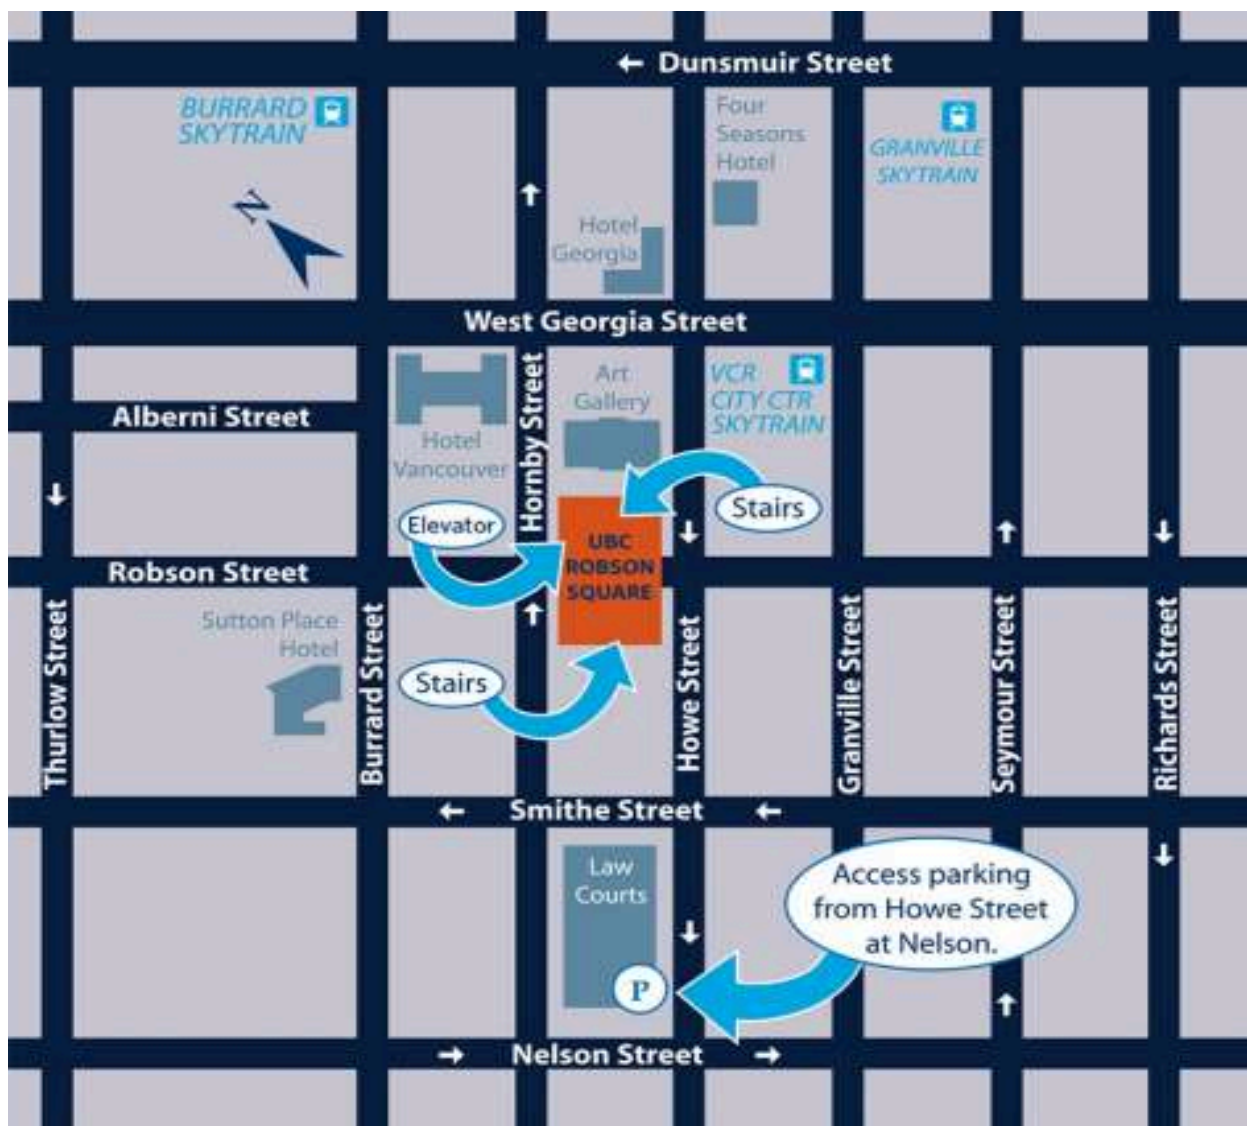 ← Dunsmuir Street
BURRARD
SKYTRAIN
Four
Seasons
Hotel
GRANVILLE
SKYTRAIN
N
Hotel
Georgia
West Georgia Street
Alberni Street
Hotel
Vancouver
Hornby Street
Art
Gallery
VCR
CITY CTR
SKYTRAIN
Elevator
Stairs
UBC
ROBSON
SQUARE
Robson Street
Sutton Place
Hotel
Stairs
Thurlow Street
Burrard Street
Howe Street
Granville Street
Seymour Street
Richards Street
← Smithe Street ←
Law
Courts
P
Access parking
from Howe Street
at Nelson.
→ Nelson Street →